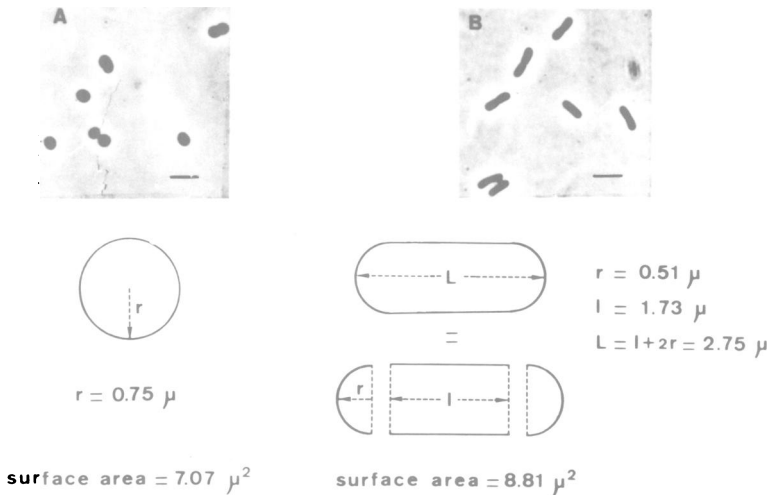 A
B
r
L
r = 0.51 μ
l = 1.73 μ
L = l+2r = 2.75 μ
=
r
l
r = 0.75 μ
surface area = 7.07 μ²
surface area = 8.81 μ²